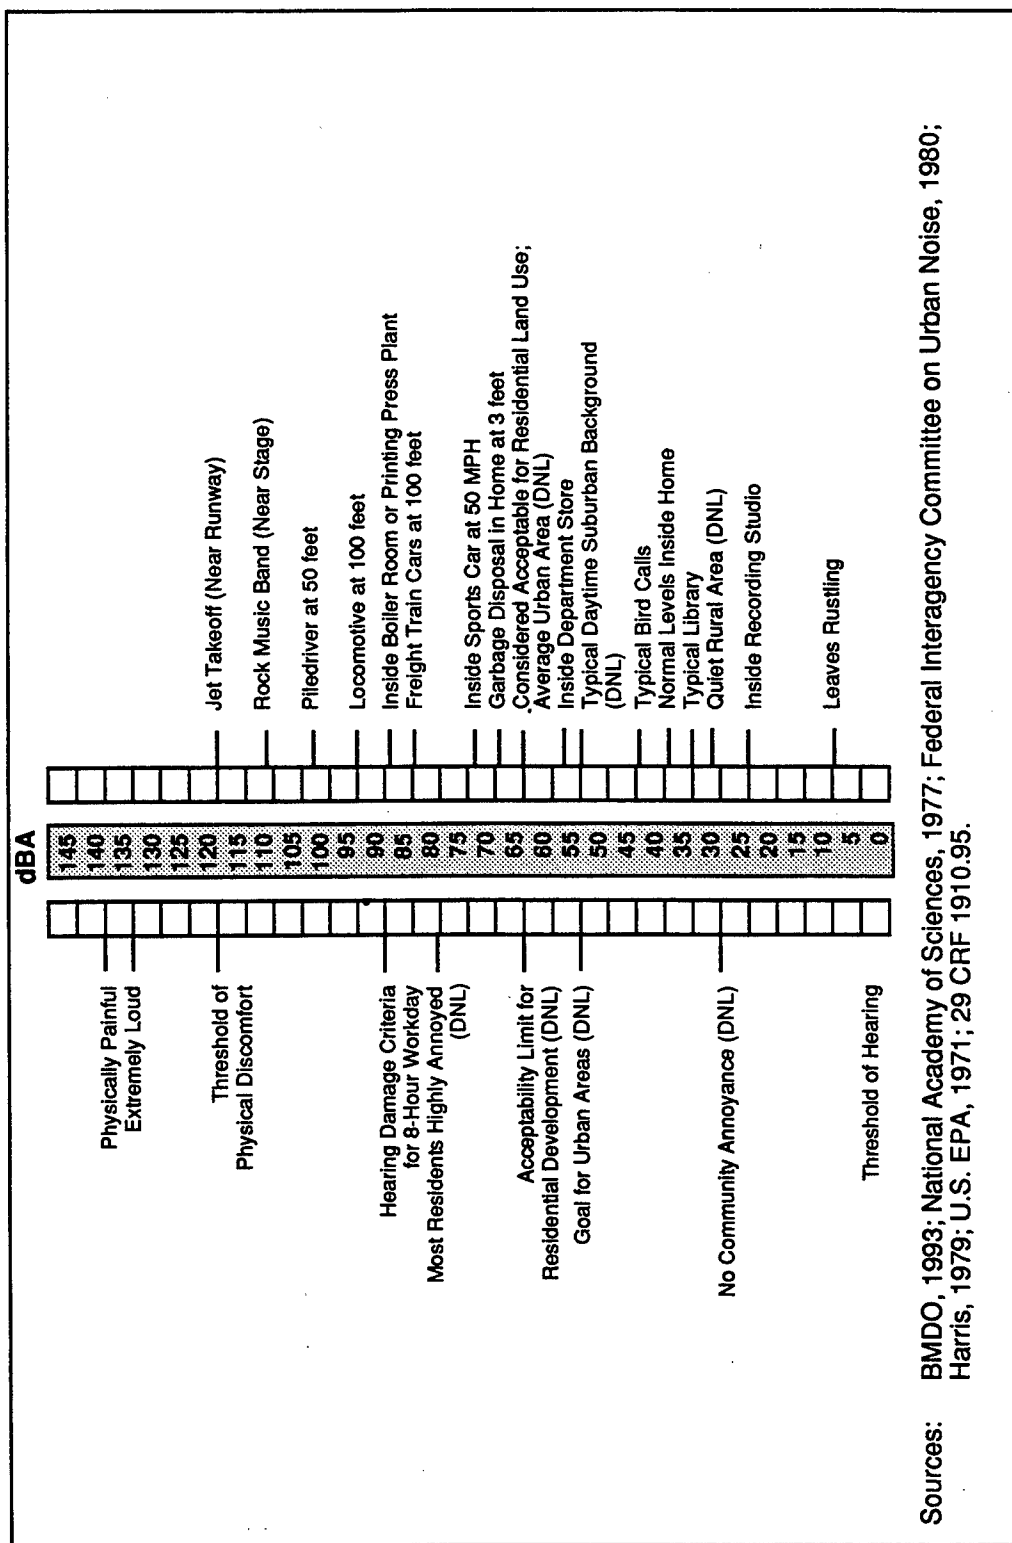 dBA
145
140
135
130
125
120
115
110
105
100
95
90
85
80
75
70
65
60
55
50
45
40
35
30
25
20
15
10
5
0
Physically Painful
Extremely Loud
Threshold of
Physical Discomfort
Hearing Damage Criteria
for 8-Hour Workday
Most Residents Highly Annoyed
(DNL)
Acceptability Limit for
Residential Development (DNL)
Goal for Urban Areas (DNL)
No Community Annoyance (DNL)
Threshold of Hearing
Jet Takeoff (Near Runway)
Rock Music Band (Near Stage)
Piledriver at 50 feet
Locomotive at 100 feet
Inside Boiler Room or Printing Press Plant
Freight Train Cars at 100 feet
Inside Sports Car at 50 MPH
Garbage Disposal in Home at 3 feet
Considered Acceptable for Residential Land Use;
Average Urban Area (DNL)
Inside Department Store
Typical Daytime Suburban Background
(DNL)
Typical Bird Calls
Normal Levels Inside Home
Typical Library
Quiet Rural Area (DNL)
Inside Recording Studio
Leaves Rustling
Sources: BMDO, 1993; National Academy of Sciences, 1977; Federal Interagency Committee on Urban Noise, 1980;
Harris, 1979; U.S. EPA, 1971; 29 CRF 1910.95.